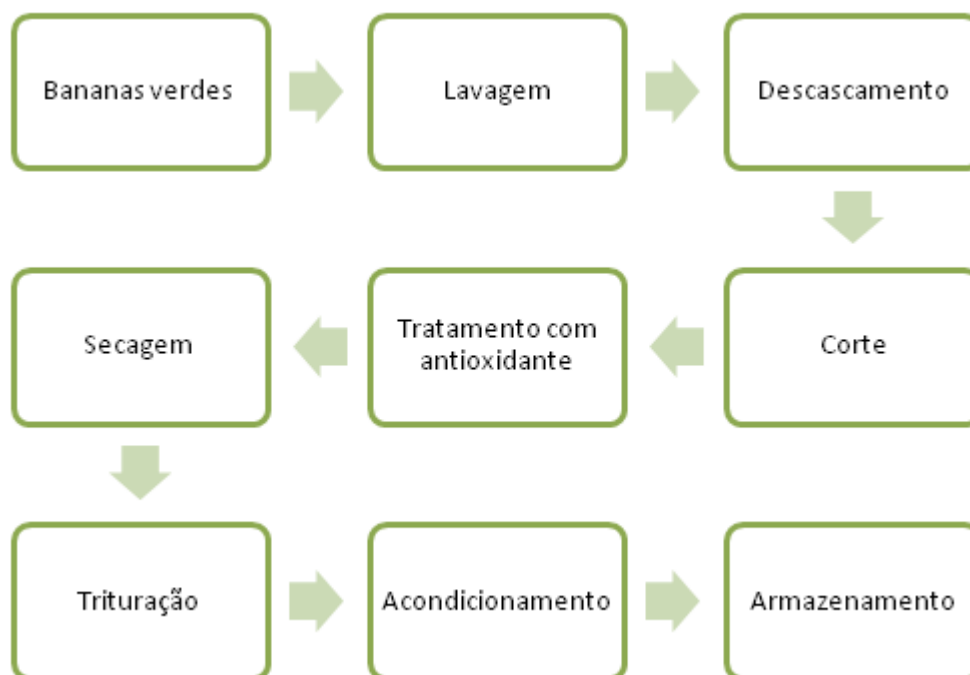 Bananas verdes
Lavagem
Descascamento
Corte
Tratamento com
antioxidante
Secagem
Trituração
Acondicionamento
Armazenamento